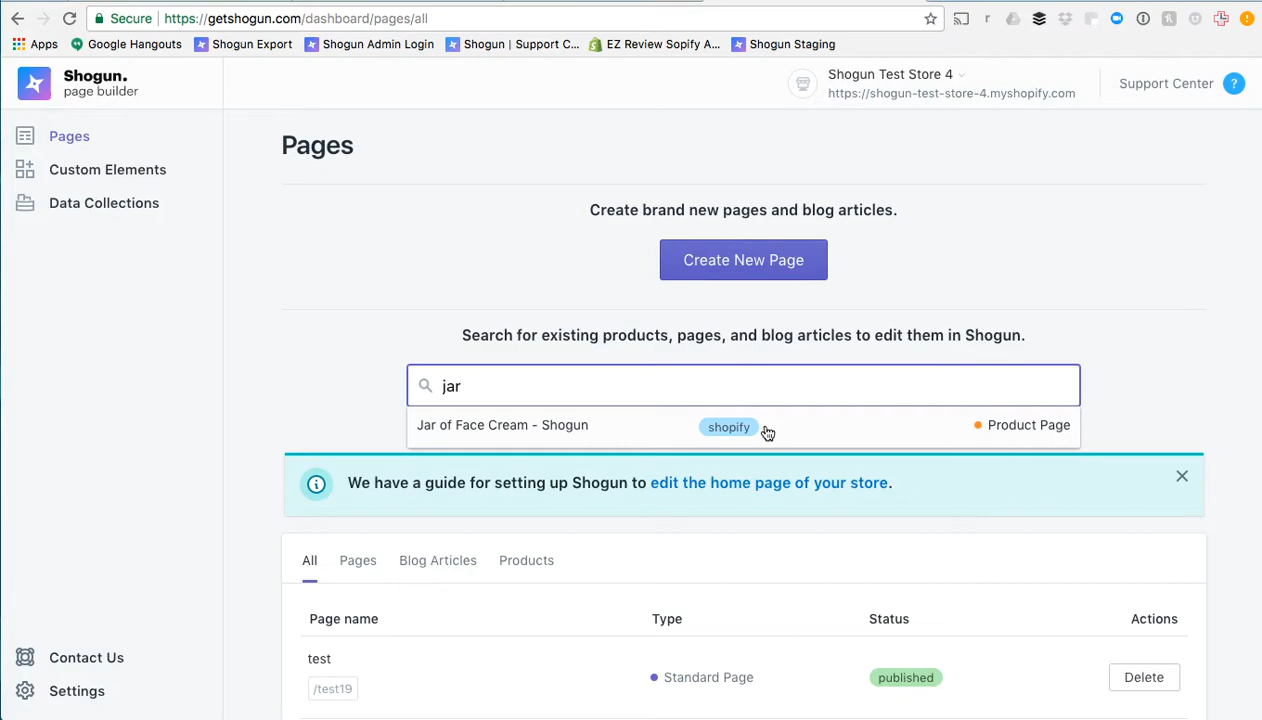 Secure https://getshogun.com/dashboard/pages/all
Apps Google Hangouts Shogun Export Shogun Admin Login Shogun | Support C... EZ Review Sopify A... Shogun Staging
Shogun.
page builder
Shogun Test Store 4
https://shogun-test-store-4.myshopify.com
Support Center ?
Pages
Custom Elements
Data Collections
Pages
Create brand new pages and blog articles.
Create New Page
Search for existing products, pages, and blog articles to edit them in Shogun.
jar
Jar of Face Cream - Shogun shopify Product Page
We have a guide for setting up Shogun to edit the home page of your store.
All Pages Blog Articles Products
Page name Type Status Actions
test
/test19
Standard Page published Delete
Contact Us
Settings